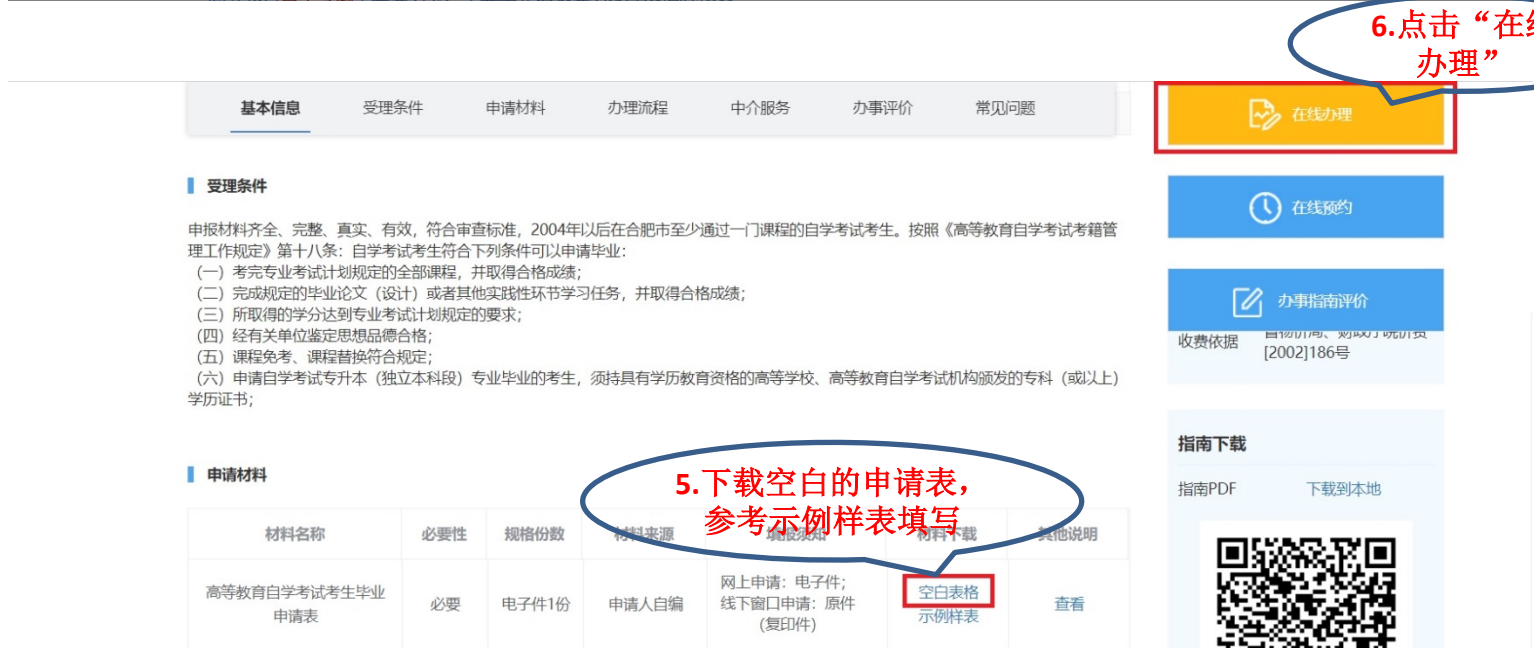 6.点击“在线
办理”
基本信息 受理条件 申请材料 办理流程 中介服务 办事评价 常见问题
在线办理
受理条件
在线预约
申报材料齐全、完整、真实、有效，符合审查标准，2004年以后在合肥市至少通过一门课程的自学考试考生。按照《高等教育自学考试考籍管
理工作规定》第十八条：自学考试考生符合下列条件可以申请毕业：
（一）考完专业考试计划规定的全部课程，并取得合格成绩；
（二）完成规定的毕业论文（设计）或者其他实践性环节学习任务，并取得合格成绩；
（三）所取得的学分达到专业考试计划规定的要求；
（四）经有关单位鉴定思想品德合格；
（五）课程免考、课程替换符合规定；
（六）申请自学考试专升本（独立本科段）专业毕业的考生，须持具有学历教育资格的高等学校、高等教育自学考试机构颁发的专科（或以上）
学历证书；
办事指南评价
收费依据
[2002]186号
指南下载
指南PDF 下载到本地
申请材料
5.下载空白的申请表，
参考示例样表填写
材料名称 必要性 规格份数 材料来源 填报须知 材料下载 其他说明
高等教育自学考试考生毕业
申请表
必要
电子件1份
申请人自编
网上申请：电子件；
线下窗口申请：原件
（复印件）
空白表格
示例样表
查看